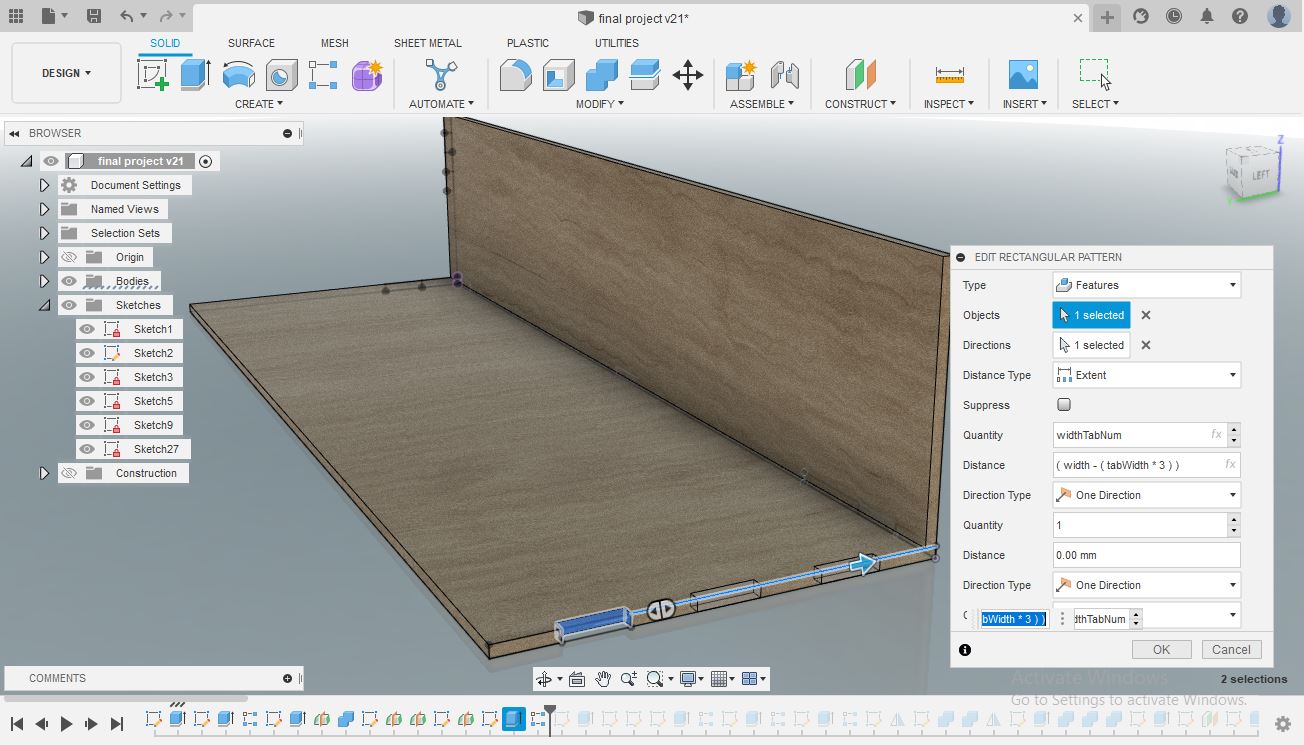 final project v21*
DESIGN
SOLID SURFACE MESH SHEET METAL PLASTIC UTILITIES
CREATE AUTOMATE MODIFY ASSEMBLE CONSTRUCT INSPECT INSERT SELECT
BROWSER
final project v21
Document Settings
Named Views
Selection Sets
Origin
Bodies
Sketches
Sketch1
Sketch2
Sketch3
Sketch5
Sketch9
Sketch27
Construction
Z
LEFT
Y
EDIT RECTANGULAR PATTERN
Type Features
Objects 1 selected
Directions 1 selected
Distance Type Extent
Suppress
Quantity widthTabNum fx
Distance ( width - ( tabWidth * 3 ) ) fx
Direction Type One Direction
Quantity 1
Distance 0.00 mm
Direction Type One Direction
bWidth * 3 ) ) dthTabNum
OK Cancel
COMMENTS
2 selections
Activate Windows
Go to Settings to activate Windows.